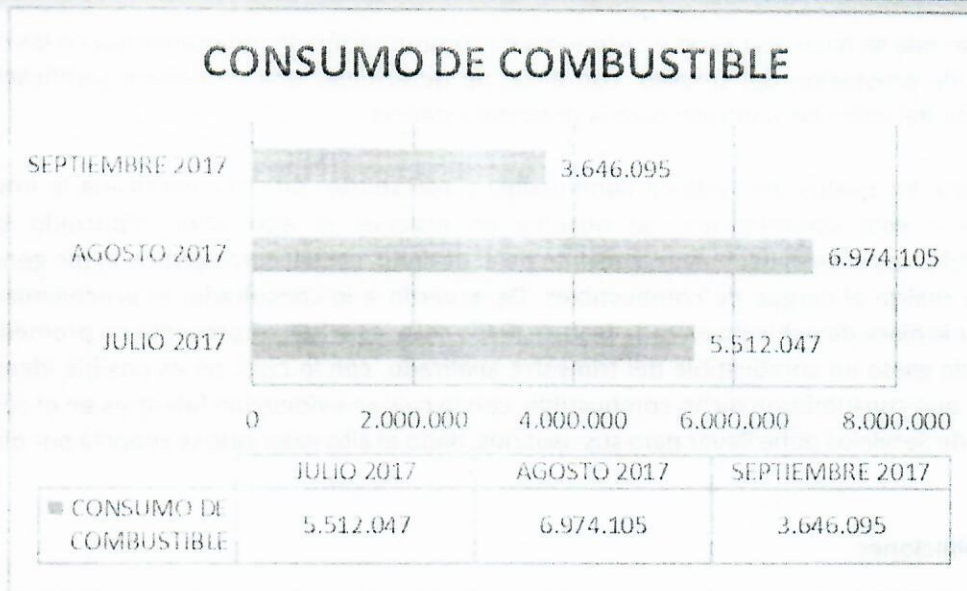 CONSUMO DE COMBUSTIBLE
SEPTIEMBRE 2017 3.646.095
AGOSTO 2017 6.974.105
JULIO 2017 5.512.047
0 2.000.000 4.000.000 6.000.000 8.000.000
JULIO 2017 AGOSTO 2017 SEPTIEMBRE 2017
CONSUMO DE
COMBUSTIBLE 5.512.047 6.974.105 3.646.095